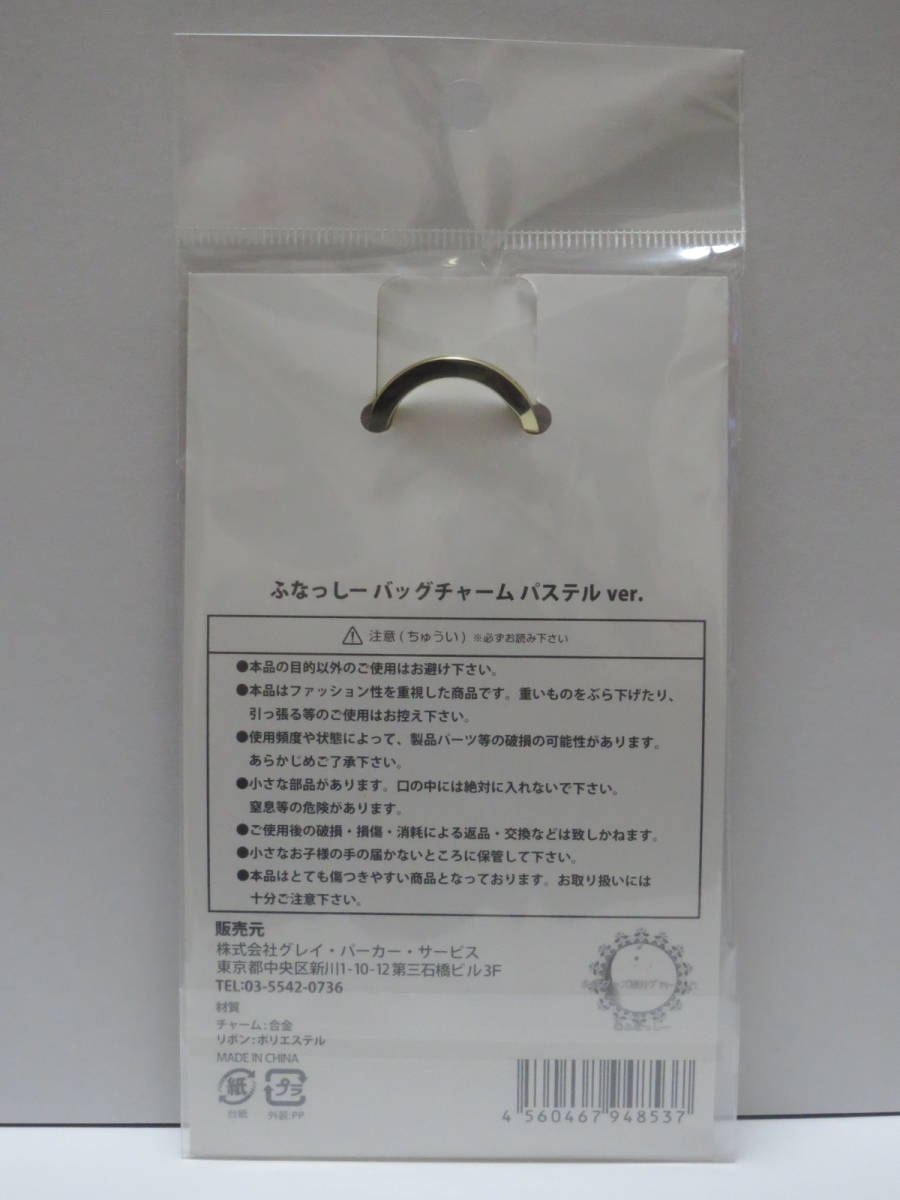 ふなっしー バッグチャーム パステル ver.
注意(ちゅうい) ※必ずお読み下さい
●本品の目的以外のご使用はお避け下さい。
●本品はファッション性を重視した商品です。重いものをぶら下げたり、
引っ張る等のご使用はお控え下さい。
●使用頻度や状態によって、製品パーツ等の破損の可能性があります。
あらかじめご了承下さい。
●小さな部品があります。口の中には絶対に入れないで下さい。
窒息等の危険があります。
●ご使用後の破損・損傷・消耗による返品・交換などは致しかねます。
●小さなお子様の手の届かないところに保管して下さい。
●本品はとても傷つきやすい商品となっております。お取り扱いには
十分ご注意下さい。
販売元
株式会社グレイ・パーカー・サービス
東京都中央区新川1-10-12 第三石橋ビル 3F
TEL:03-5542-0736
材質
チャーム:合金
リボン:ポリエステル
MADE IN CHINA
紙 プラ
台紙 外装:PP
4 560467 948537